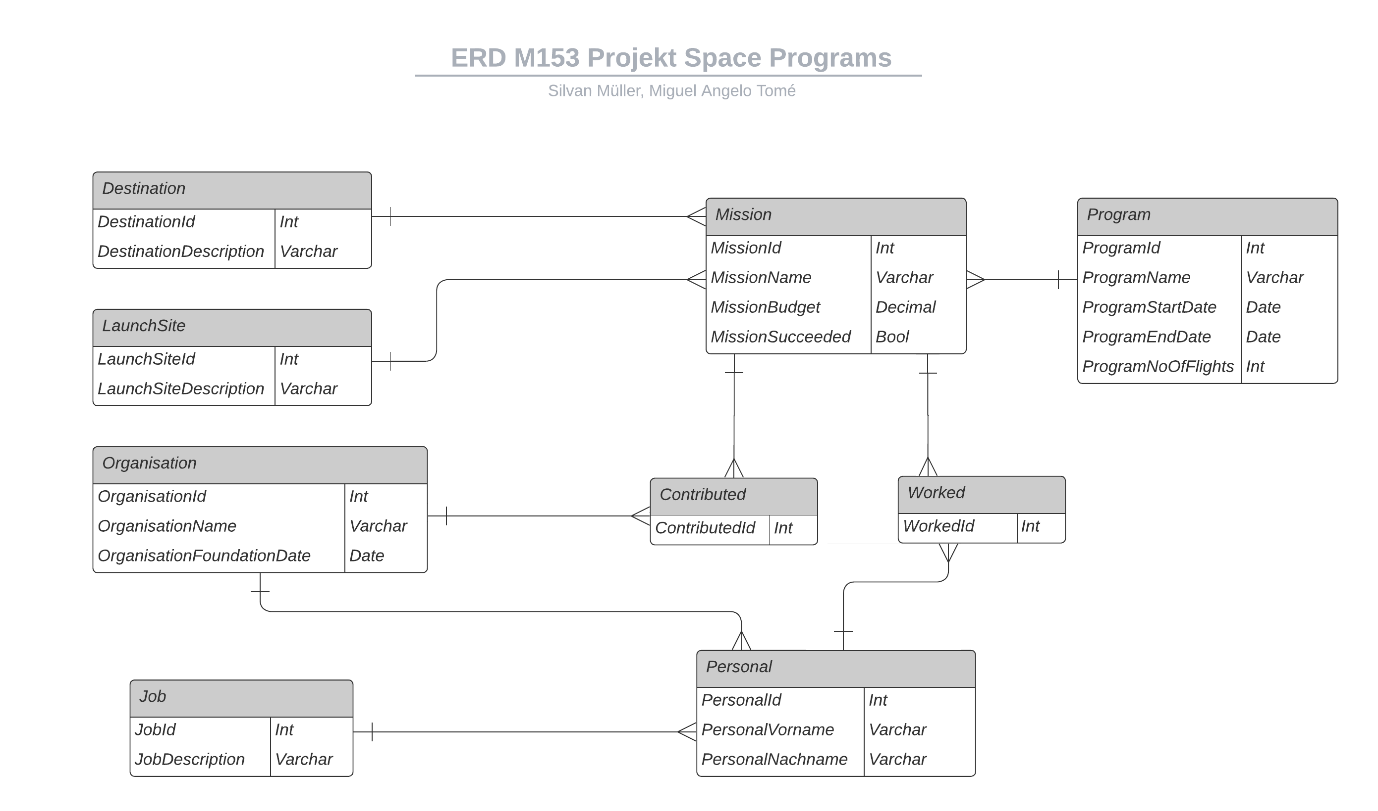 ERD M153 Projekt Space Programs
Silvan Müller, Miguel Angelo Tomé
Destination
DestinationId Int
DestinationDescription Varchar
LaunchSite
LaunchSiteId Int
LaunchSiteDescription Varchar
Mission
MissionId Int
MissionName Varchar
MissionBudget Decimal
MissionSucceeded Bool
Program
ProgramId Int
ProgramName Varchar
ProgramStartDate Date
ProgramEndDate Date
ProgramNoOfFlights Int
Organisation
OrganisationId Int
OrganisationName Varchar
OrganisationFoundationDate Date
Contributed
ContributedId Int
Worked
WorkedId Int
Job
JobId Int
JobDescription Varchar
Personal
PersonalId Int
PersonalVorname Varchar
PersonalNachname Varchar